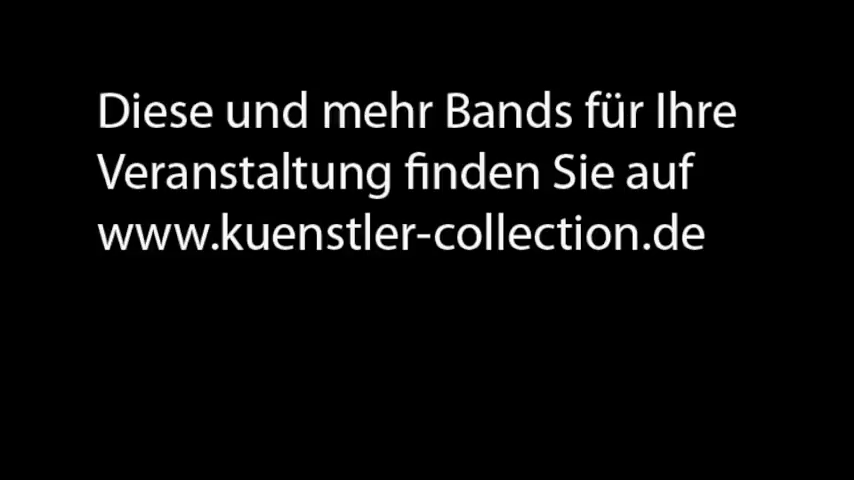 Diese und mehr Bands für Ihre
Veranstaltung finden Sie auf
www.kuenstler-collection.de